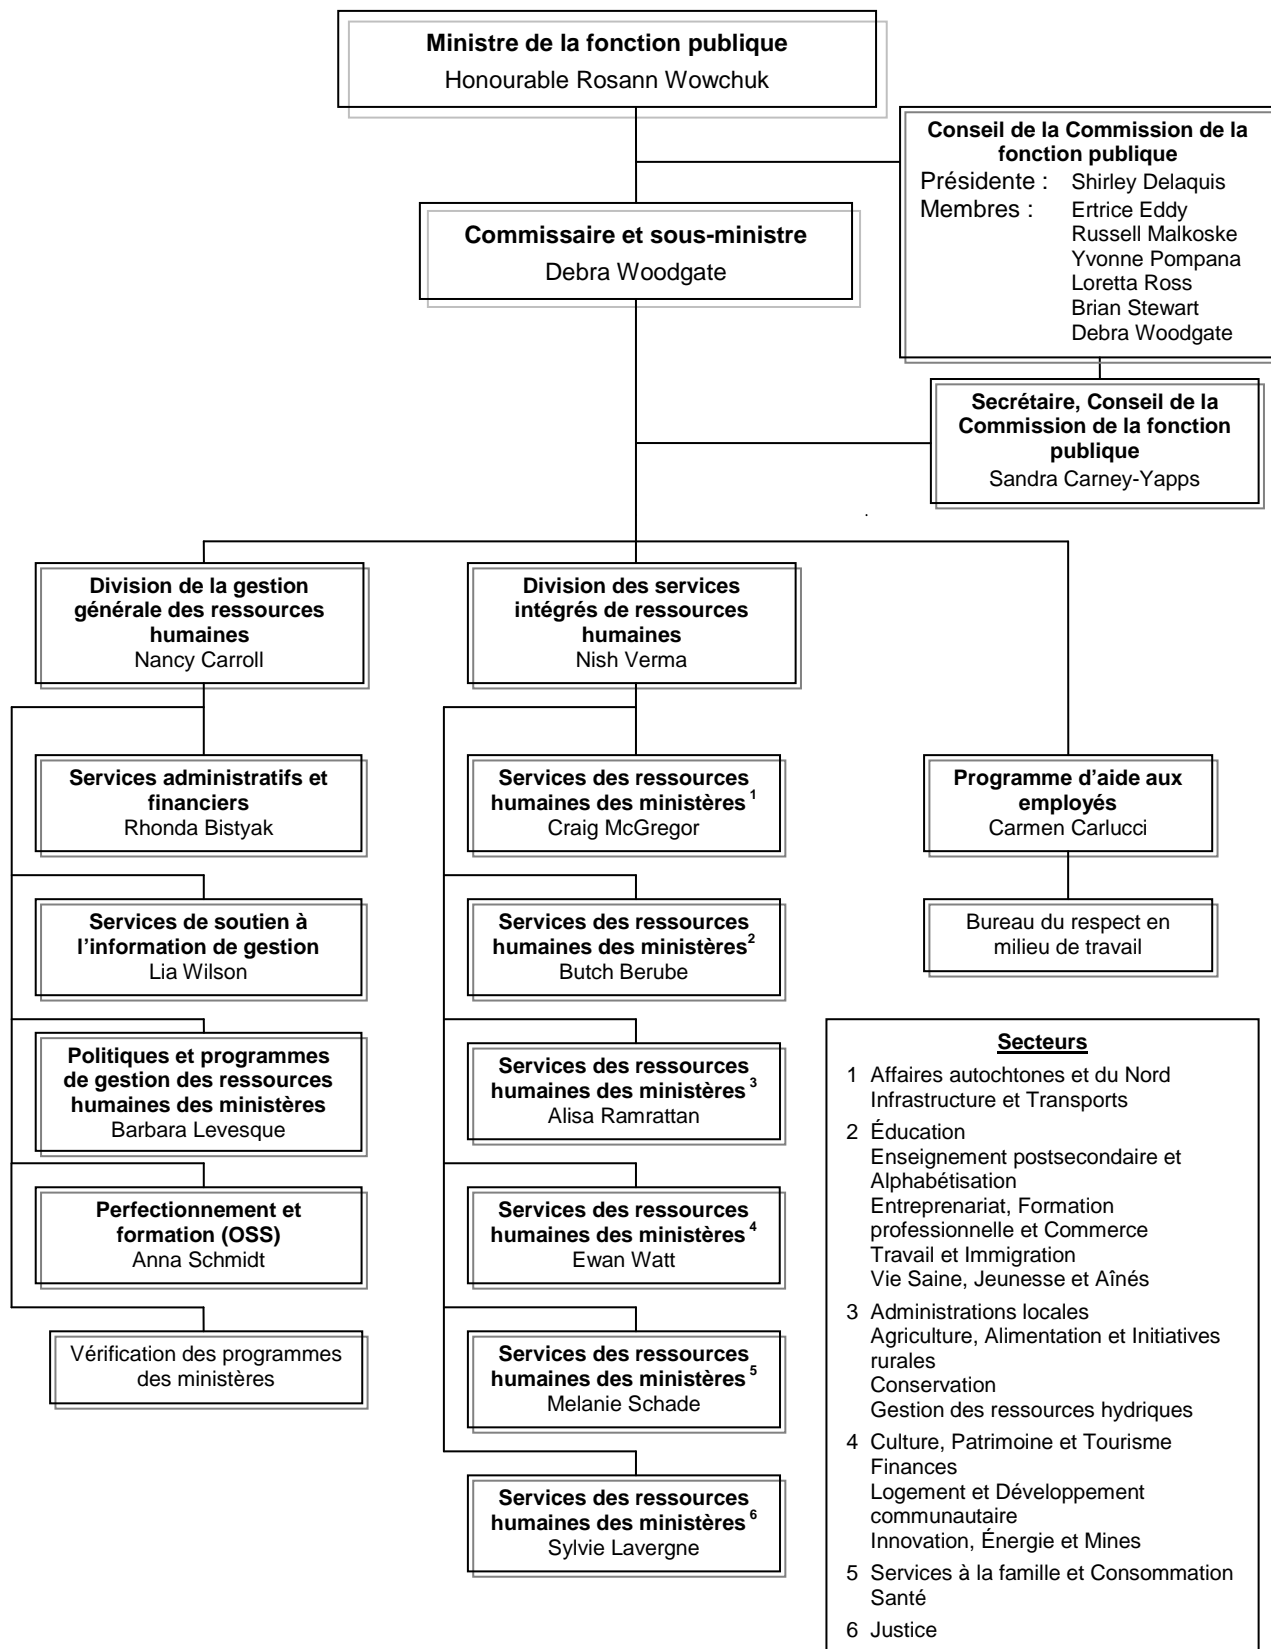 Ministre de la fonction publique
Honourable Rosann Wowchuk
Conseil de la Commission de la
fonction publique
Présidente : Shirley Delaquis
Membres : Ertrice Eddy
Russell Malkoske
Yvonne Pompana
Loretta Ross
Brian Stewart
Debra Woodgate
Commissaire et sous-ministre
Debra Woodgate
Secrétaire, Conseil de la
Commission de la fonction
publique
Sandra Carney-Yapps
Division de la gestion
générale des ressources
humaines
Nancy Carroll
Services administratifs et
financiers
Rhonda Bistyak
Services de soutien à
l’information de gestion
Lia Wilson
Politiques et programmes
de gestion des ressources
humaines des ministères
Barbara Levesque
Perfectionnement et
formation (OSS)
Anna Schmidt
Vérification des programmes
des ministères
Division des services
intégrés de ressources
humaines
Nish Verma
Services des ressources
humaines des ministères 1
Craig McGregor
Services des ressources
humaines des ministères 2
Butch Berube
Services des ressources
humaines des ministères 3
Alisa Ramrattan
Services des ressources
humaines des ministères 4
Ewan Watt
Services des ressources
humaines des ministères 5
Melanie Schade
Services des ressources
humaines des ministères 6
Sylvie Lavergne
Programme d’aide aux
employés
Carmen Carlucci
Bureau du respect en
milieu de travail
Secteurs
1 Affaires autochtones et du Nord
Infrastructure et Transports
2 Éducation
Enseignement postsecondaire et
Alphabétisation
Entreprenariat, Formation
professionnelle et Commerce
Travail et Immigration
Vie Saine, Jeunesse et Aînés
3 Administrations locales
Agriculture, Alimentation et Initiatives
rurales
Conservation
Gestion des ressources hydriques
4 Culture, Patrimoine et Tourisme
Finances
Logement et Développement
communautaire
Innovation, Énergie et Mines
5 Services à la famille et Consommation
Santé
6 Justice